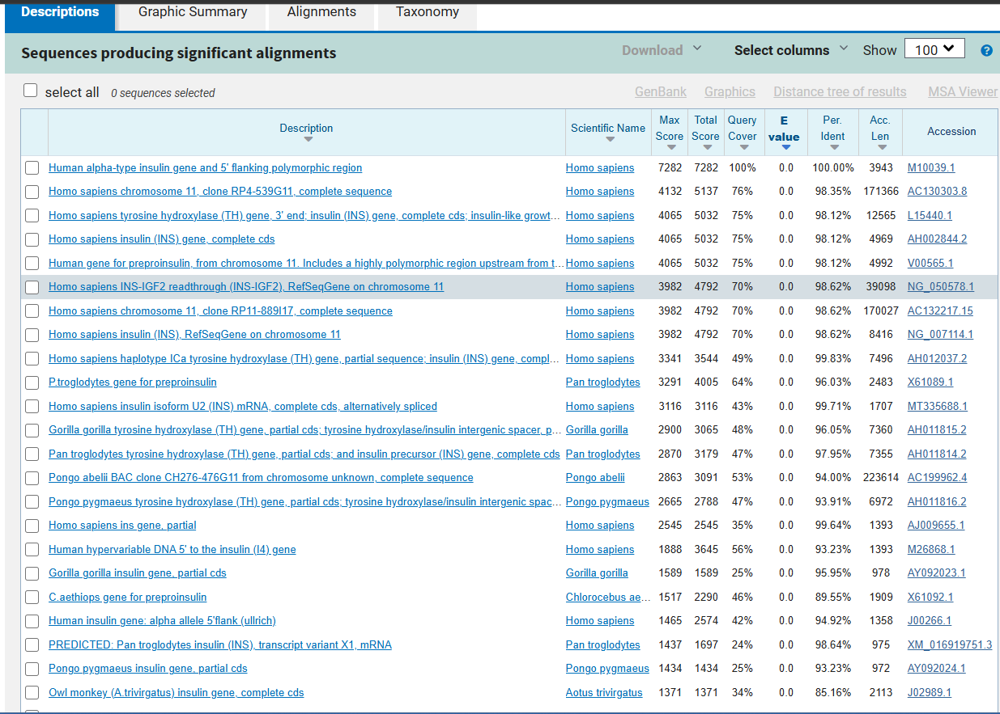 Descriptions Graphic Summary Alignments Taxonomy
Sequences producing significant alignments Download Select columns Show 100 ?
select all 0 sequences selected GenBank Graphics Distance tree of results MSA Viewer
Description Scientific Name Max Score Total Score Query Cover E value Per. Ident Acc. Len Accession
Human alpha-type insulin gene and 5' flanking polymorphic region Homo sapiens 7282 7282 100% 0.0 100.00% 3943 M10039.1
Homo sapiens chromosome 11, clone RP4-539G11, complete sequence Homo sapiens 4132 5137 76% 0.0 98.35% 171366 AC130303.8
Homo sapiens tyrosine hydroxylase (TH) gene, 3' end; insulin (INS) gene, complete cds; insulin-like growt... Homo sapiens 4065 5032 75% 0.0 98.12% 12565 L15440.1
Homo sapiens insulin (INS) gene, complete cds Homo sapiens 4065 5032 75% 0.0 98.12% 4969 AH002844.2
Human gene for preproinsulin, from chromosome 11. Includes a highly polymorphic region upstream from t... Homo sapiens 4065 5032 75% 0.0 98.12% 4992 V00565.1
Homo sapiens INS-IGF2 readthrough (INS-IGF2), RefSeqGene on chromosome 11 Homo sapiens 3982 4792 70% 0.0 98.62% 39098 NG_050578.1
Homo sapiens chromosome 11, clone RP11-889I17, complete sequence Homo sapiens 3982 4792 70% 0.0 98.62% 170027 AC132217.15
Homo sapiens insulin (INS), RefSeqGene on chromosome 11 Homo sapiens 3982 4792 70% 0.0 98.62% 8416 NG_007114.1
Homo sapiens haplotype ICa tyrosine hydroxylase (TH) gene, partial sequence; insulin (INS) gene, compl... Homo sapiens 3341 3544 49% 0.0 99.83% 7496 AH012037.2
P.troglodytes gene for preproinsulin Pan troglodytes 3291 4005 64% 0.0 96.03% 2483 X61089.1
Homo sapiens insulin isoform U2 (INS) mRNA, complete cds, alternatively spliced Homo sapiens 3116 3116 43% 0.0 99.71% 1707 MT335688.1
Gorilla gorilla tyrosine hydroxylase (TH) gene, partial cds; tyrosine hydroxylase/insulin intergenic spacer, p... Gorilla gorilla 2900 3065 48% 0.0 96.05% 7360 AH011815.2
Pan troglodytes tyrosine hydroxylase (TH) gene, partial cds; and insulin precursor (INS) gene, complete cds Pan troglodytes 2870 3179 47% 0.0 97.95% 7355 AH011814.2
Pongo abelii BAC clone CH276-476G11 from chromosome unknown, complete sequence Pongo abelii 2863 3091 53% 0.0 94.00% 223614 AC199962.4
Pongo pygmaeus tyrosine hydroxylase (TH) gene, partial cds; tyrosine hydroxylase/insulin intergenic spac... Pongo pygmaeus 2665 2788 47% 0.0 93.91% 6972 AH011816.2
Homo sapiens ins gene, partial Homo sapiens 2545 2545 35% 0.0 99.64% 1393 AJ009655.1
Human hypervariable DNA 5' to the insulin (I4) gene Homo sapiens 1888 3645 56% 0.0 93.23% 1393 M26868.1
Gorilla gorilla insulin gene, partial cds Gorilla gorilla 1589 1589 25% 0.0 95.95% 978 AY092023.1
C.aethiops gene for preproinsulin Chlorocebus ae... 1517 2290 46% 0.0 89.55% 1909 X61092.1
Human insulin gene: alpha allele 5'flank (ullrich) Homo sapiens 1465 2574 42% 0.0 94.92% 1358 J00266.1
PREDICTED: Pan troglodytes insulin (INS), transcript variant X1, mRNA Pan troglodytes 1437 1697 24% 0.0 98.64% 975 XM_016919751.3
Pongo pygmaeus insulin gene, partial cds Pongo pygmaeus 1434 1434 25% 0.0 93.23% 972 AY092024.1
Owl monkey (A.trivirgatus) insulin gene, complete cds Aotus trivirgatus 1371 1371 34% 0.0 85.16% 2113 J02989.1